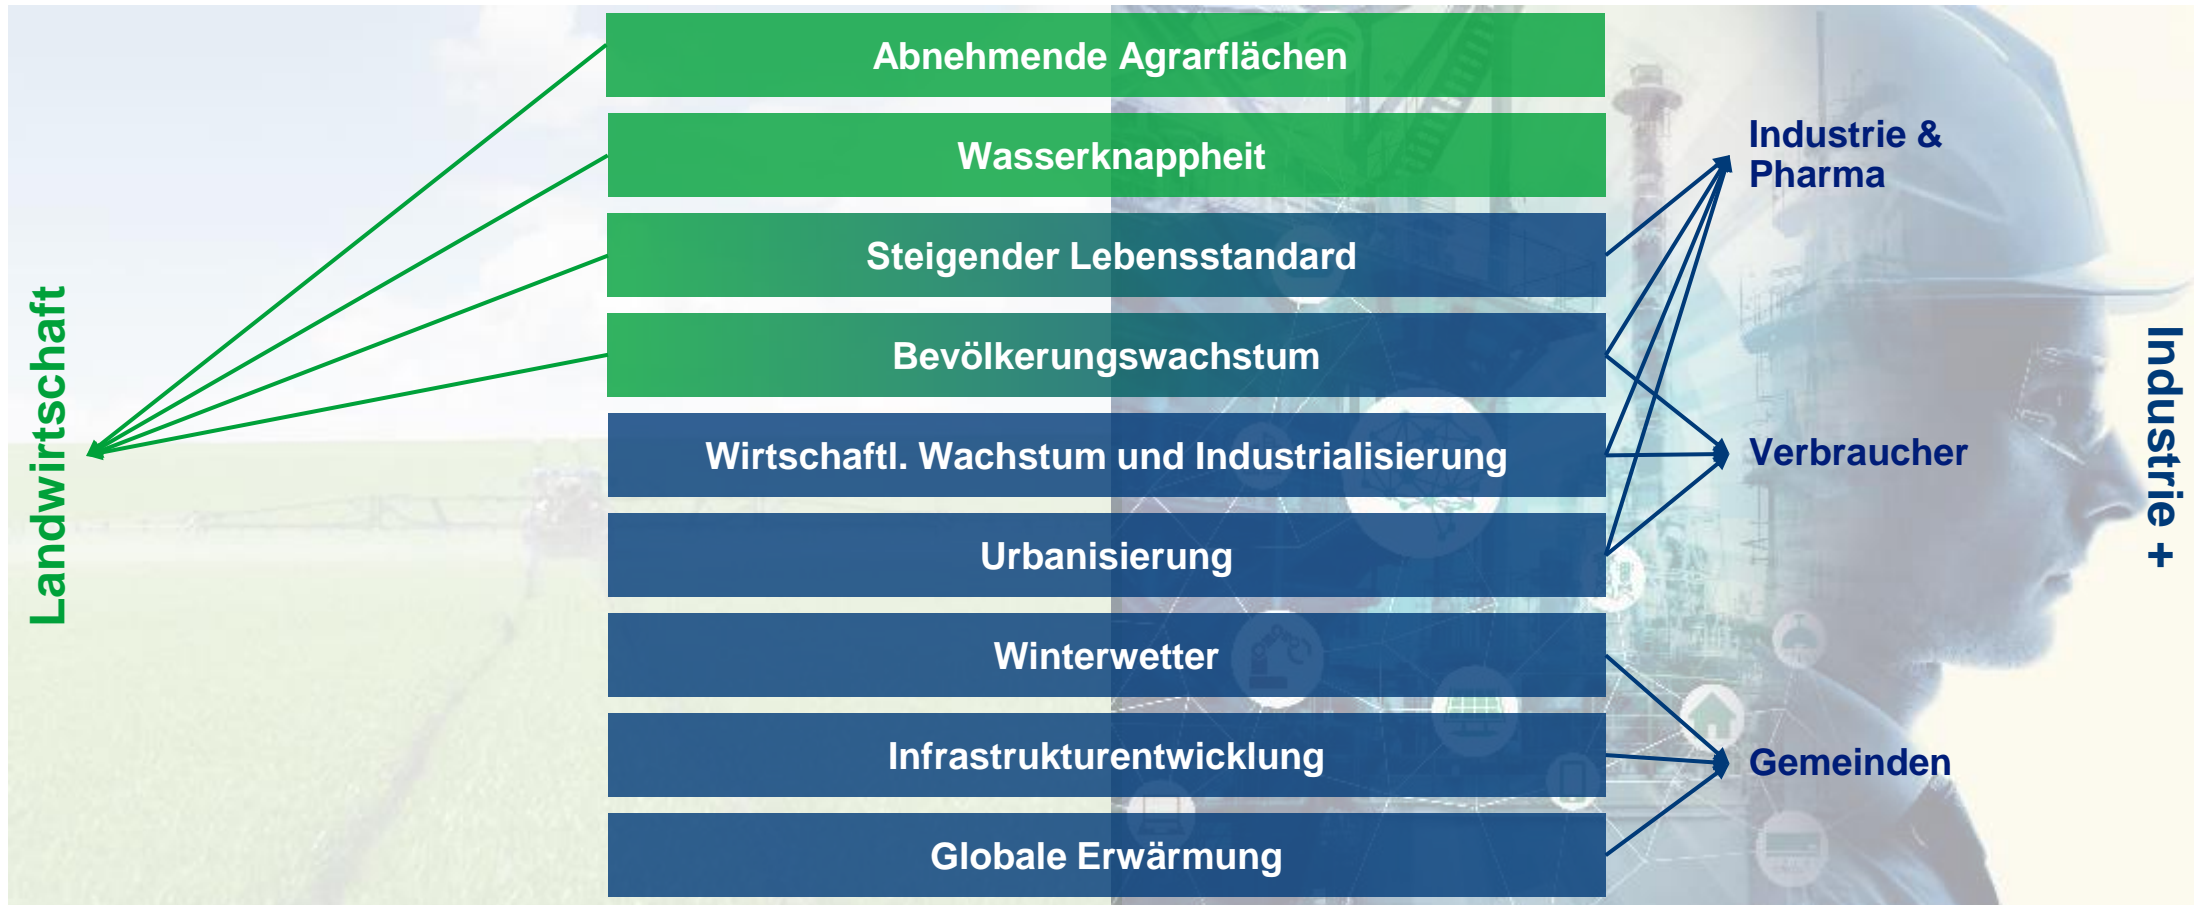 Landwirtschaft
Abnehmende Agrarflächen
Wasserknappheit
Steigender Lebensstandard
Bevölkerungswachstum
Wirtschaftl. Wachstum und Industrialisierung
Urbanisierung
Winterwetter
Infrastrukturentwicklung
Globale Erwärmung
Industrie &
Pharma
Verbraucher
Gemeinden
Industrie +